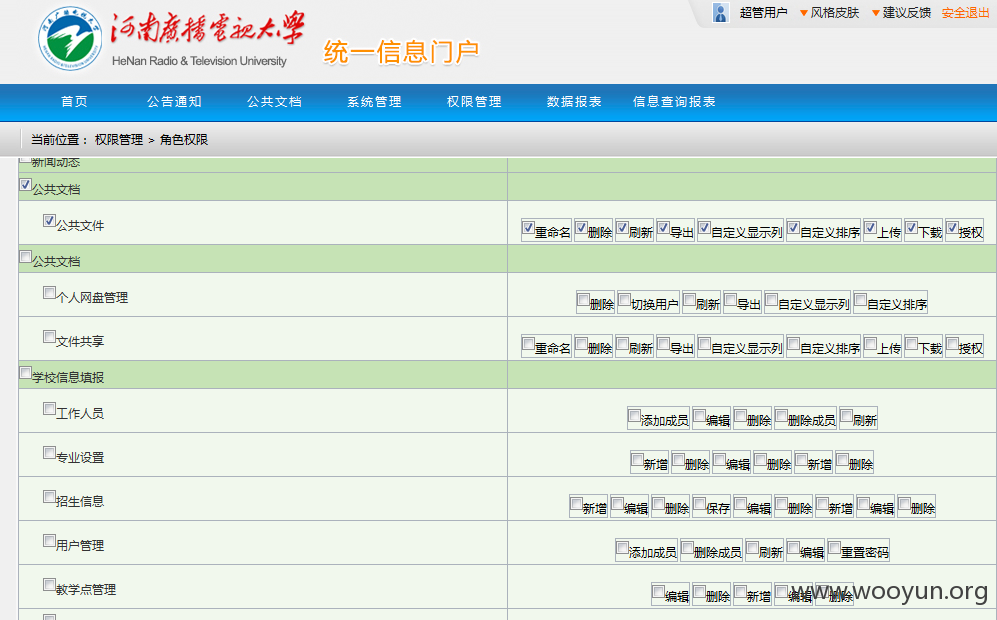 超管用户 风格皮肤 建议反馈 安全退出
河南广播电视大学
HeNan Radio & Television University
统一信息门户
首页 公告通知 公共文档 系统管理 权限管理 数据报表 信息查询报表
当前位置： 权限管理 > 角色权限
新闻动态
公共文档
公共文件 重命名 删除 刷新 导出 自定义显示列 自定义排序 上传 下载 授权
公共文档
个人网盘管理 删除 切换用户 刷新 导出 自定义显示列 自定义排序
文件共享 重命名 删除 刷新 导出 自定义显示列 自定义排序 上传 下载 授权
学校信息填报
工作人员 添加成员 编辑 删除 删除成员 刷新
专业设置 新增 删除 编辑 删除 新增 删除
招生信息 新增 编辑 删除 保存 编辑 删除 新增 编辑 删除
用户管理 添加成员 删除成员 刷新 编辑 重置密码
教学点管理 编辑 删除 新增 编辑 删除
www.wooyun.org